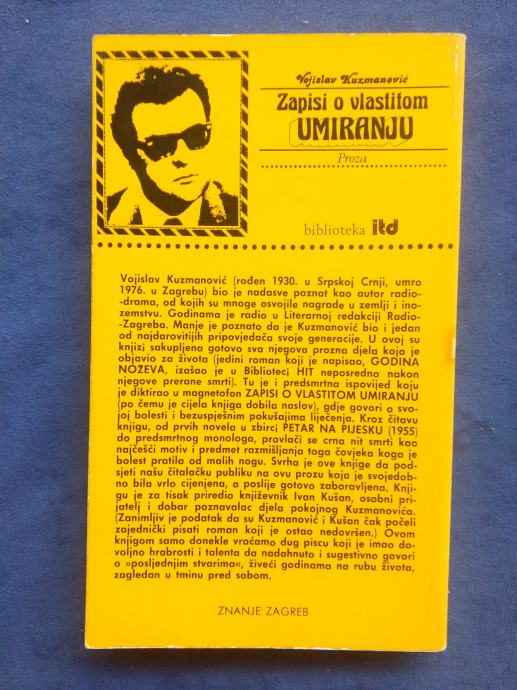 Vojislav Kuzmanović
Zapisi o vlastitom
UMIRANJU
Proza
biblioteka itd
Vojislav Kuzmanović (rođen 1930. u Srpskoj Crnji, umro
1976. u Zagrebu) bio je nadasve poznat kao autor radio-
-drama, od kojih su mnoge osvojile nagrade u zemlji i ino-
zemstvu. Godinama je radio u Literarnoj redakciji Radio-
-Zagreba. Manje je poznato da je Kuzmanović bio i jedan
od najdarovitijih pripovjedača svoje generacije. U ovoj su
knjizi sakupljena gotovo sva njegova prozna djela koja je
objavio za života (jedini roman koji je napisao, GODINA
NOŽEVA, izašao je u Biblioteci HIT neposredno nakon
njegove prerane smrti). Tu je i predsmrtna ispovijed koju
je diktirao u magnetofon ZAPISI O VLASTITOM UMIRANJU
(po čemu je cijela knjiga dobila naslov), gdje govori o svo-
joj bolesti i bezuspješnim pokušajima liječenja. Kroz čitavu
knjigu, od prvih novela u zbirci PETAR NA PIJESKU (1955)
do predsmrtnog monologa, provlači se crna nit smrti kao
najčešći motiv i predmet razmišljanja toga čovjeka koga je
bolest pratila od malih nogu. Svrha je ove knjige da pod-
sjeti našu čitalačku publiku na ovu prozu koja je svojedob-
no bila vrlo cijenjena, a poslije gotovo zaboravljena. Knji-
gu je za tisak priredio književnik Ivan Kušan, osobni pri-
jatelj i dobar poznavalac djela pokojnog Kuzmanovića.
(Zanimljiv je podatak da su Kuzmanović i Kušan čak počeli
zajednički pisati roman koji je ostao nedovršen.) Ovom
knjigom samo donekle vraćamo dug piscu koji je imao do-
voljno hrabrosti i talenta da nadahnuto i sugestivno govori
o »posljednjim stvarima«, živeći godinama na rubu života,
zagledan u tminu pred sobom.
ZNANJE ZAGREB